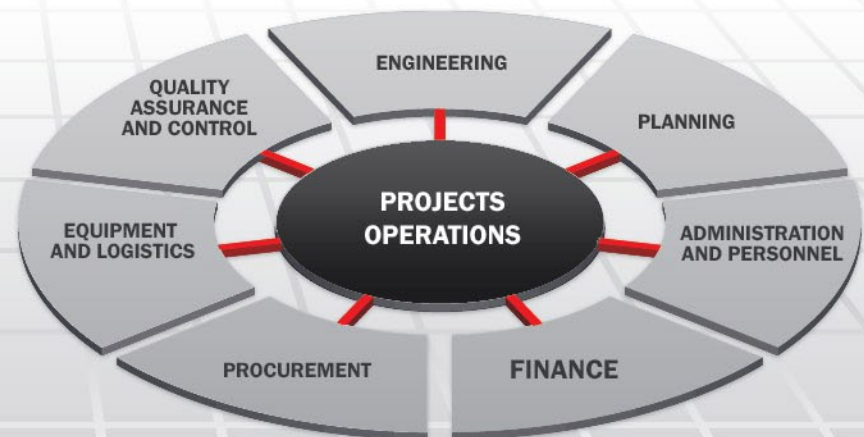 ENGINEERING
QUALITY
ASSURANCE
AND CONTROL
PLANNING
PROJECTS
OPERATIONS
EQUIPMENT
AND LOGISTICS
ADMINISTRATION
AND PERSONNEL
PROCUREMENT
FINANCE